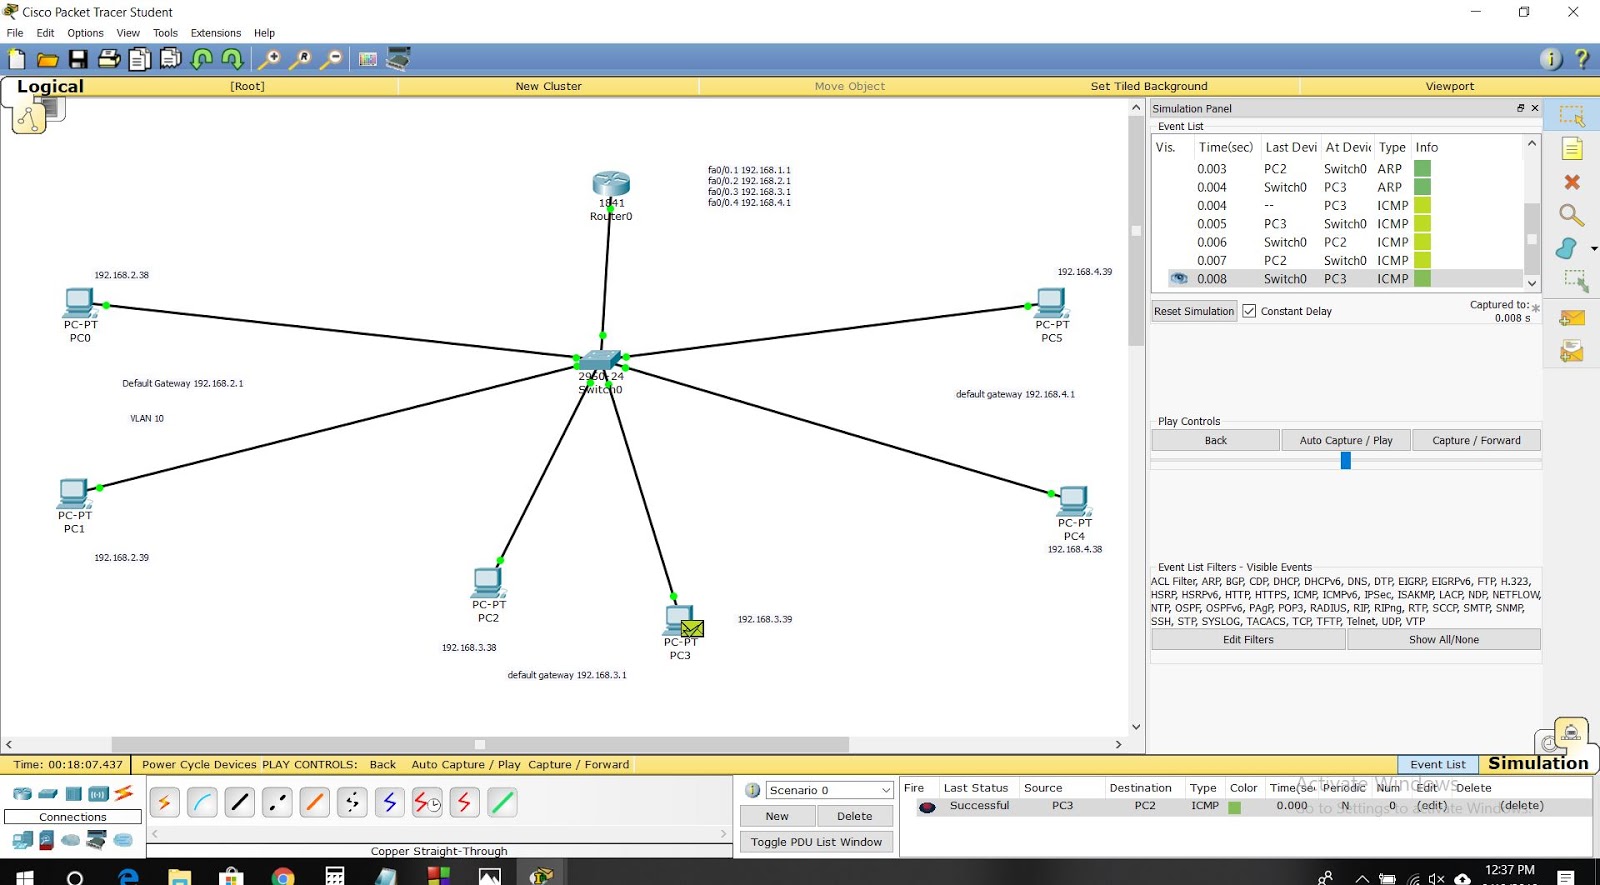 Cisco Packet Tracer Student
File Edit Options View Tools Extensions Help
Logical [Root] New Cluster Move Object Set Tiled Background Viewport
fa0/0.1 192.168.1.1
fa0/0.2 192.168.2.1
fa0/0.3 192.168.3.1
fa0/0.4 192.168.4.1
1841
Router0
192.168.2.38
PC-PT
PC0
192.168.4.39
PC-PT
PC5
2950-24
Switch0
Default Gateway 192.168.2.1
VLAN 10
default gateway 192.168.4.1
PC-PT
PC1
192.168.2.39
PC-PT
PC4
192.168.4.38
PC-PT
PC2
192.168.3.38
PC-PT
PC3
192.168.3.39
default gateway 192.168.3.1
Simulation Panel
Event List
Vis. Time(sec) Last Devi At Devic Type Info
0.003 PC2 Switch0 ARP
0.004 Switch0 PC3 ARP
0.004 -- PC3 ICMP
0.005 PC3 Switch0 ICMP
0.006 Switch0 PC2 ICMP
0.007 PC2 Switch0 ICMP
0.008 Switch0 PC3 ICMP
Reset Simulation Constant Delay Captured to: *
0.008 s
Play Controls
Back Auto Capture / Play Capture / Forward
Event List Filters - Visible Events
ACL Filter, ARP, BGP, CDP, DHCP, DHCPv6, DNS, DTP, EIGRP, EIGRPv6, FTP, H.323,
HSRP, HSRPv6, HTTP, HTTPS, ICMP, ICMPv6, IPSec, ISAKMP, LACP, NDP, NETFLOW,
NTP, OSPF, OSPFv6, PAgP, POP3, RADIUS, RIP, RIPng, RTP, SCCP, SMTP, SNMP,
SSH, STP, SYSLOG, TACACS, TCP, TFTP, Telnet, UDP, VTP
Edit Filters Show All/None
Time: 00:18:07.437 Power Cycle Devices PLAY CONTROLS: Back Auto Capture / Play Capture / Forward Event List Simulation
Connections
Copper Straight-Through
Scenario 0
New Delete
Toggle PDU List Window
Fire Last Status Source Destination Type Color Time(se Periodic Num Edit Delete
Successful PC3 PC2 ICMP 0.000 N 0 (edit) (delete)
Activate Windows
Go to Settings to activate Windows.
12:37 PM